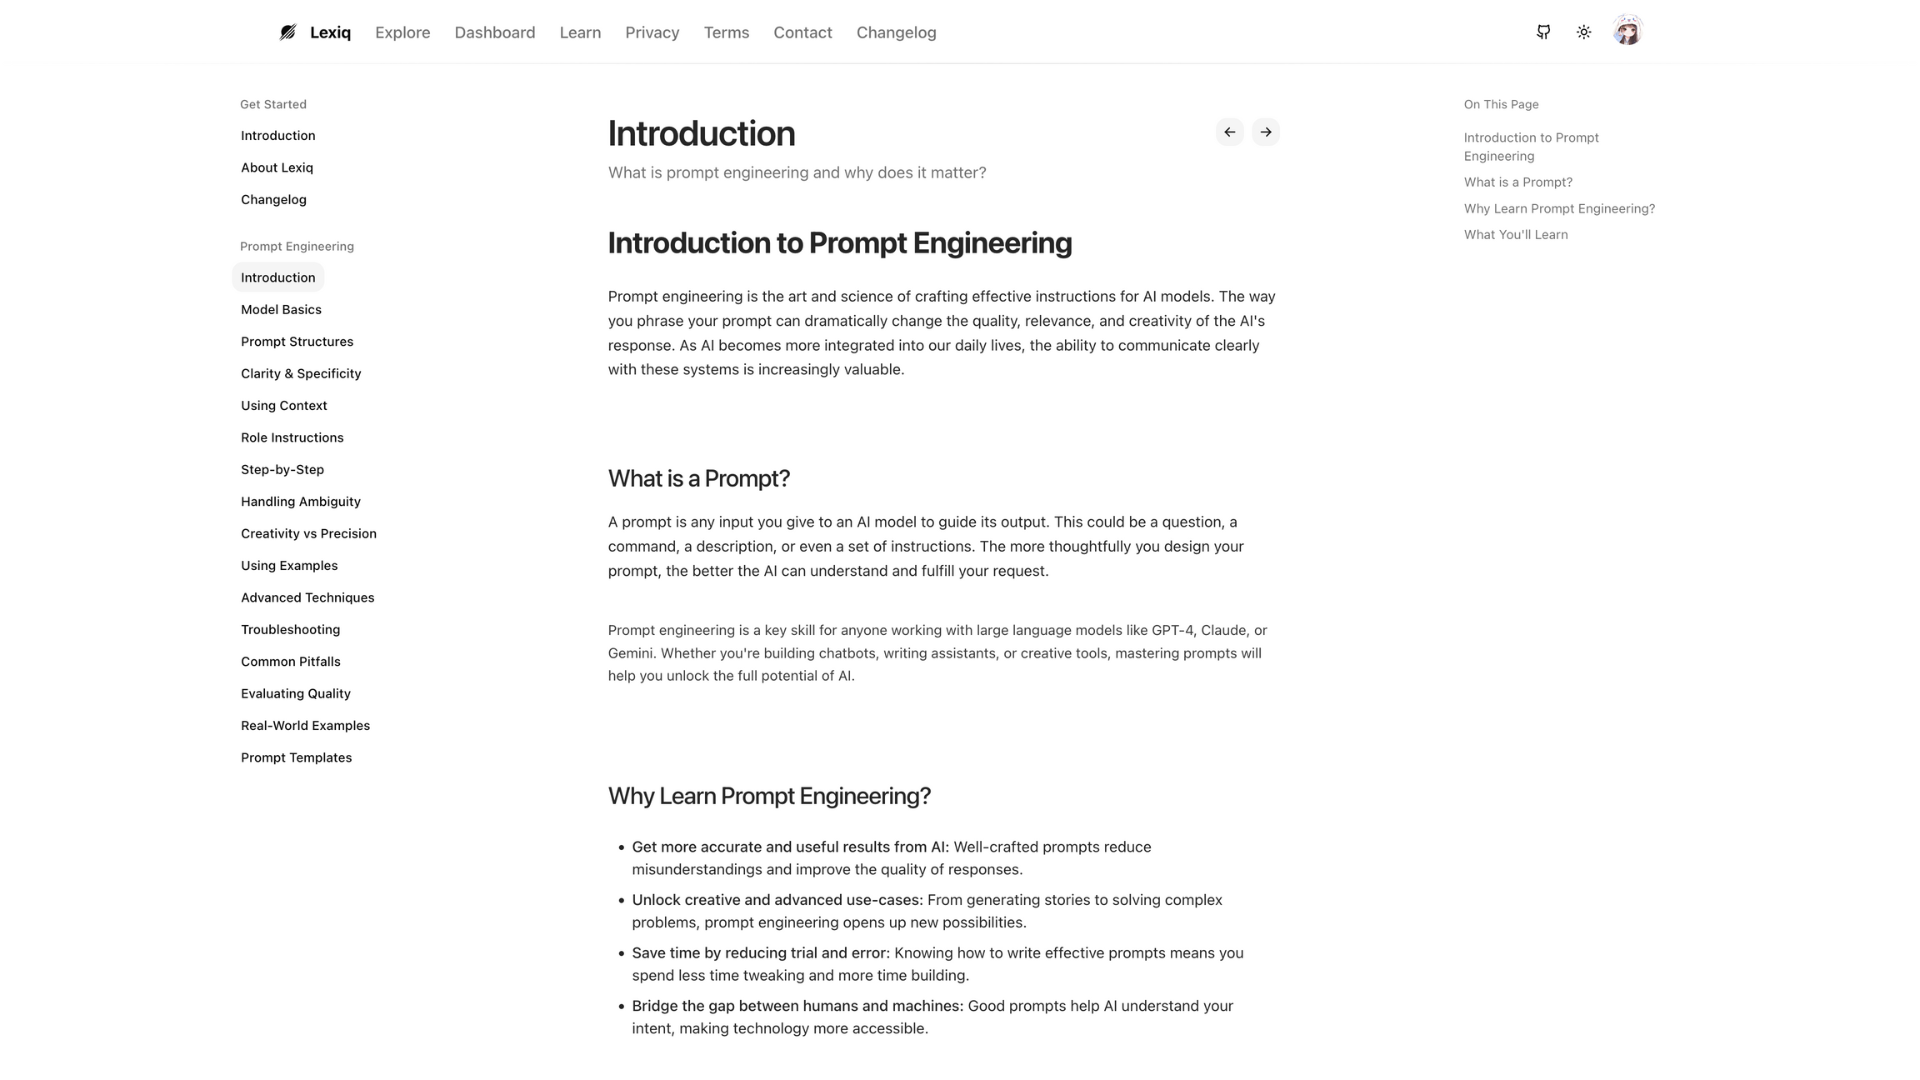 Lexiq
Explore
Dashboard
Learn
Privacy
Terms
Contact
Changelog
Get Started
Introduction
About Lexiq
Changelog
Prompt Engineering
Introduction
Model Basics
Prompt Structures
Clarity & Specificity
Using Context
Role Instructions
Step-by-Step
Handling Ambiguity
Creativity vs Precision
Using Examples
Advanced Techniques
Troubleshooting
Common Pitfalls
Evaluating Quality
Real-World Examples
Prompt Templates
Introduction
What is prompt engineering and why does it matter?
Introduction to Prompt Engineering
Prompt engineering is the art and science of crafting effective instructions for AI models. The way
you phrase your prompt can dramatically change the quality, relevance, and creativity of the AI's
response. As AI becomes more integrated into our daily lives, the ability to communicate clearly
with these systems is increasingly valuable.
What is a Prompt?
A prompt is any input you give to an AI model to guide its output. This could be a question, a
command, a description, or even a set of instructions. The more thoughtfully you design your
prompt, the better the AI can understand and fulfill your request.
Prompt engineering is a key skill for anyone working with large language models like GPT-4, Claude, or
Gemini. Whether you're building chatbots, writing assistants, or creative tools, mastering prompts will
help you unlock the full potential of AI.
Why Learn Prompt Engineering?
• Get more accurate and useful results from AI: Well-crafted prompts reduce
misunderstandings and improve the quality of responses.
• Unlock creative and advanced use-cases: From generating stories to solving complex
problems, prompt engineering opens up new possibilities.
• Save time by reducing trial and error: Knowing how to write effective prompts means you
spend less time tweaking and more time building.
• Bridge the gap between humans and machines: Good prompts help AI understand your
intent, making technology more accessible.
On This Page
Introduction to Prompt
Engineering
What is a Prompt?
Why Learn Prompt Engineering?
What You'll Learn